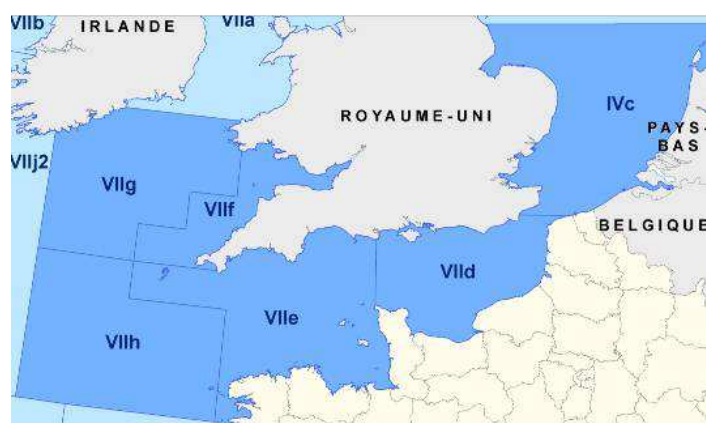 VIIb
IRLANDE
VIIa
IVc
ROYAUME-UNI
PAYS-
BAS
VIIj2
VIIg
VIIf
BELGIQUE
VIId
VIIe
VIIh